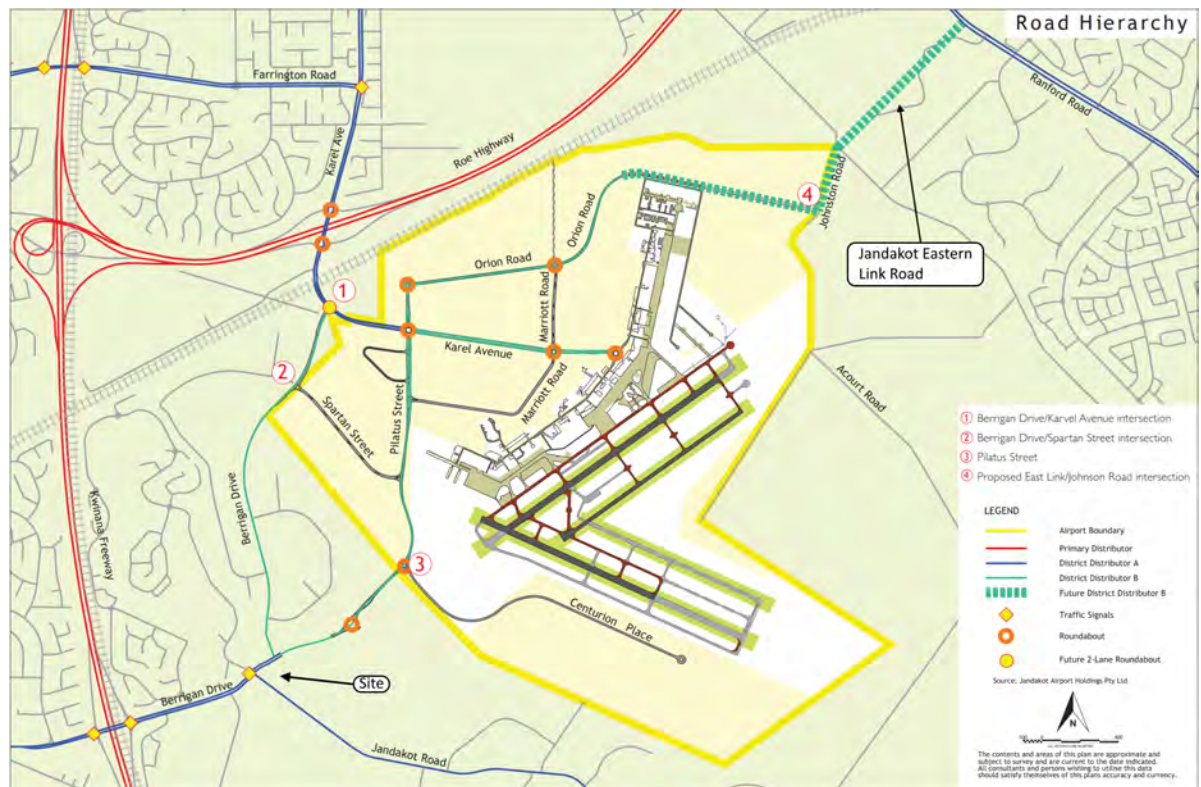 Road Hierarchy
Farrington Road
Karel Ave
Roe Highway
Ranford Road
Johnston Road
4
Jandakot Eastern
Link Road
Orion Road
Orion Road
1
Marriott Road
Karel Avenue
2
Marriott Road
Spartan Street
Pilatus Street
Acourt Road
Berrigan Drive
Kwinana Freeway
3
Centurion Place
Site
Berrigan Drive
Jandakot Road
1 Berrigan Drive/Karvel Avenue intersection
2 Berrigan Drive/Spartan Street intersection
3 Pilatus Street
4 Proposed East Link/Johnson Road intersection
LEGEND
Airport Boundary
Primary Distributor
District Distributor A
District Distributor B
Future District Distributor B
Traffic Signals
Roundabout
Future 2-Lane Roundabout
Source: Jandakot Airport Holdings Pty Ltd
N
The contents and areas of this plan are approximate and
subject to survey and are current to the date indicated.
All consultants and persons wishing to utilise this data
should satisfy themselves of this plans accuracy and currency.